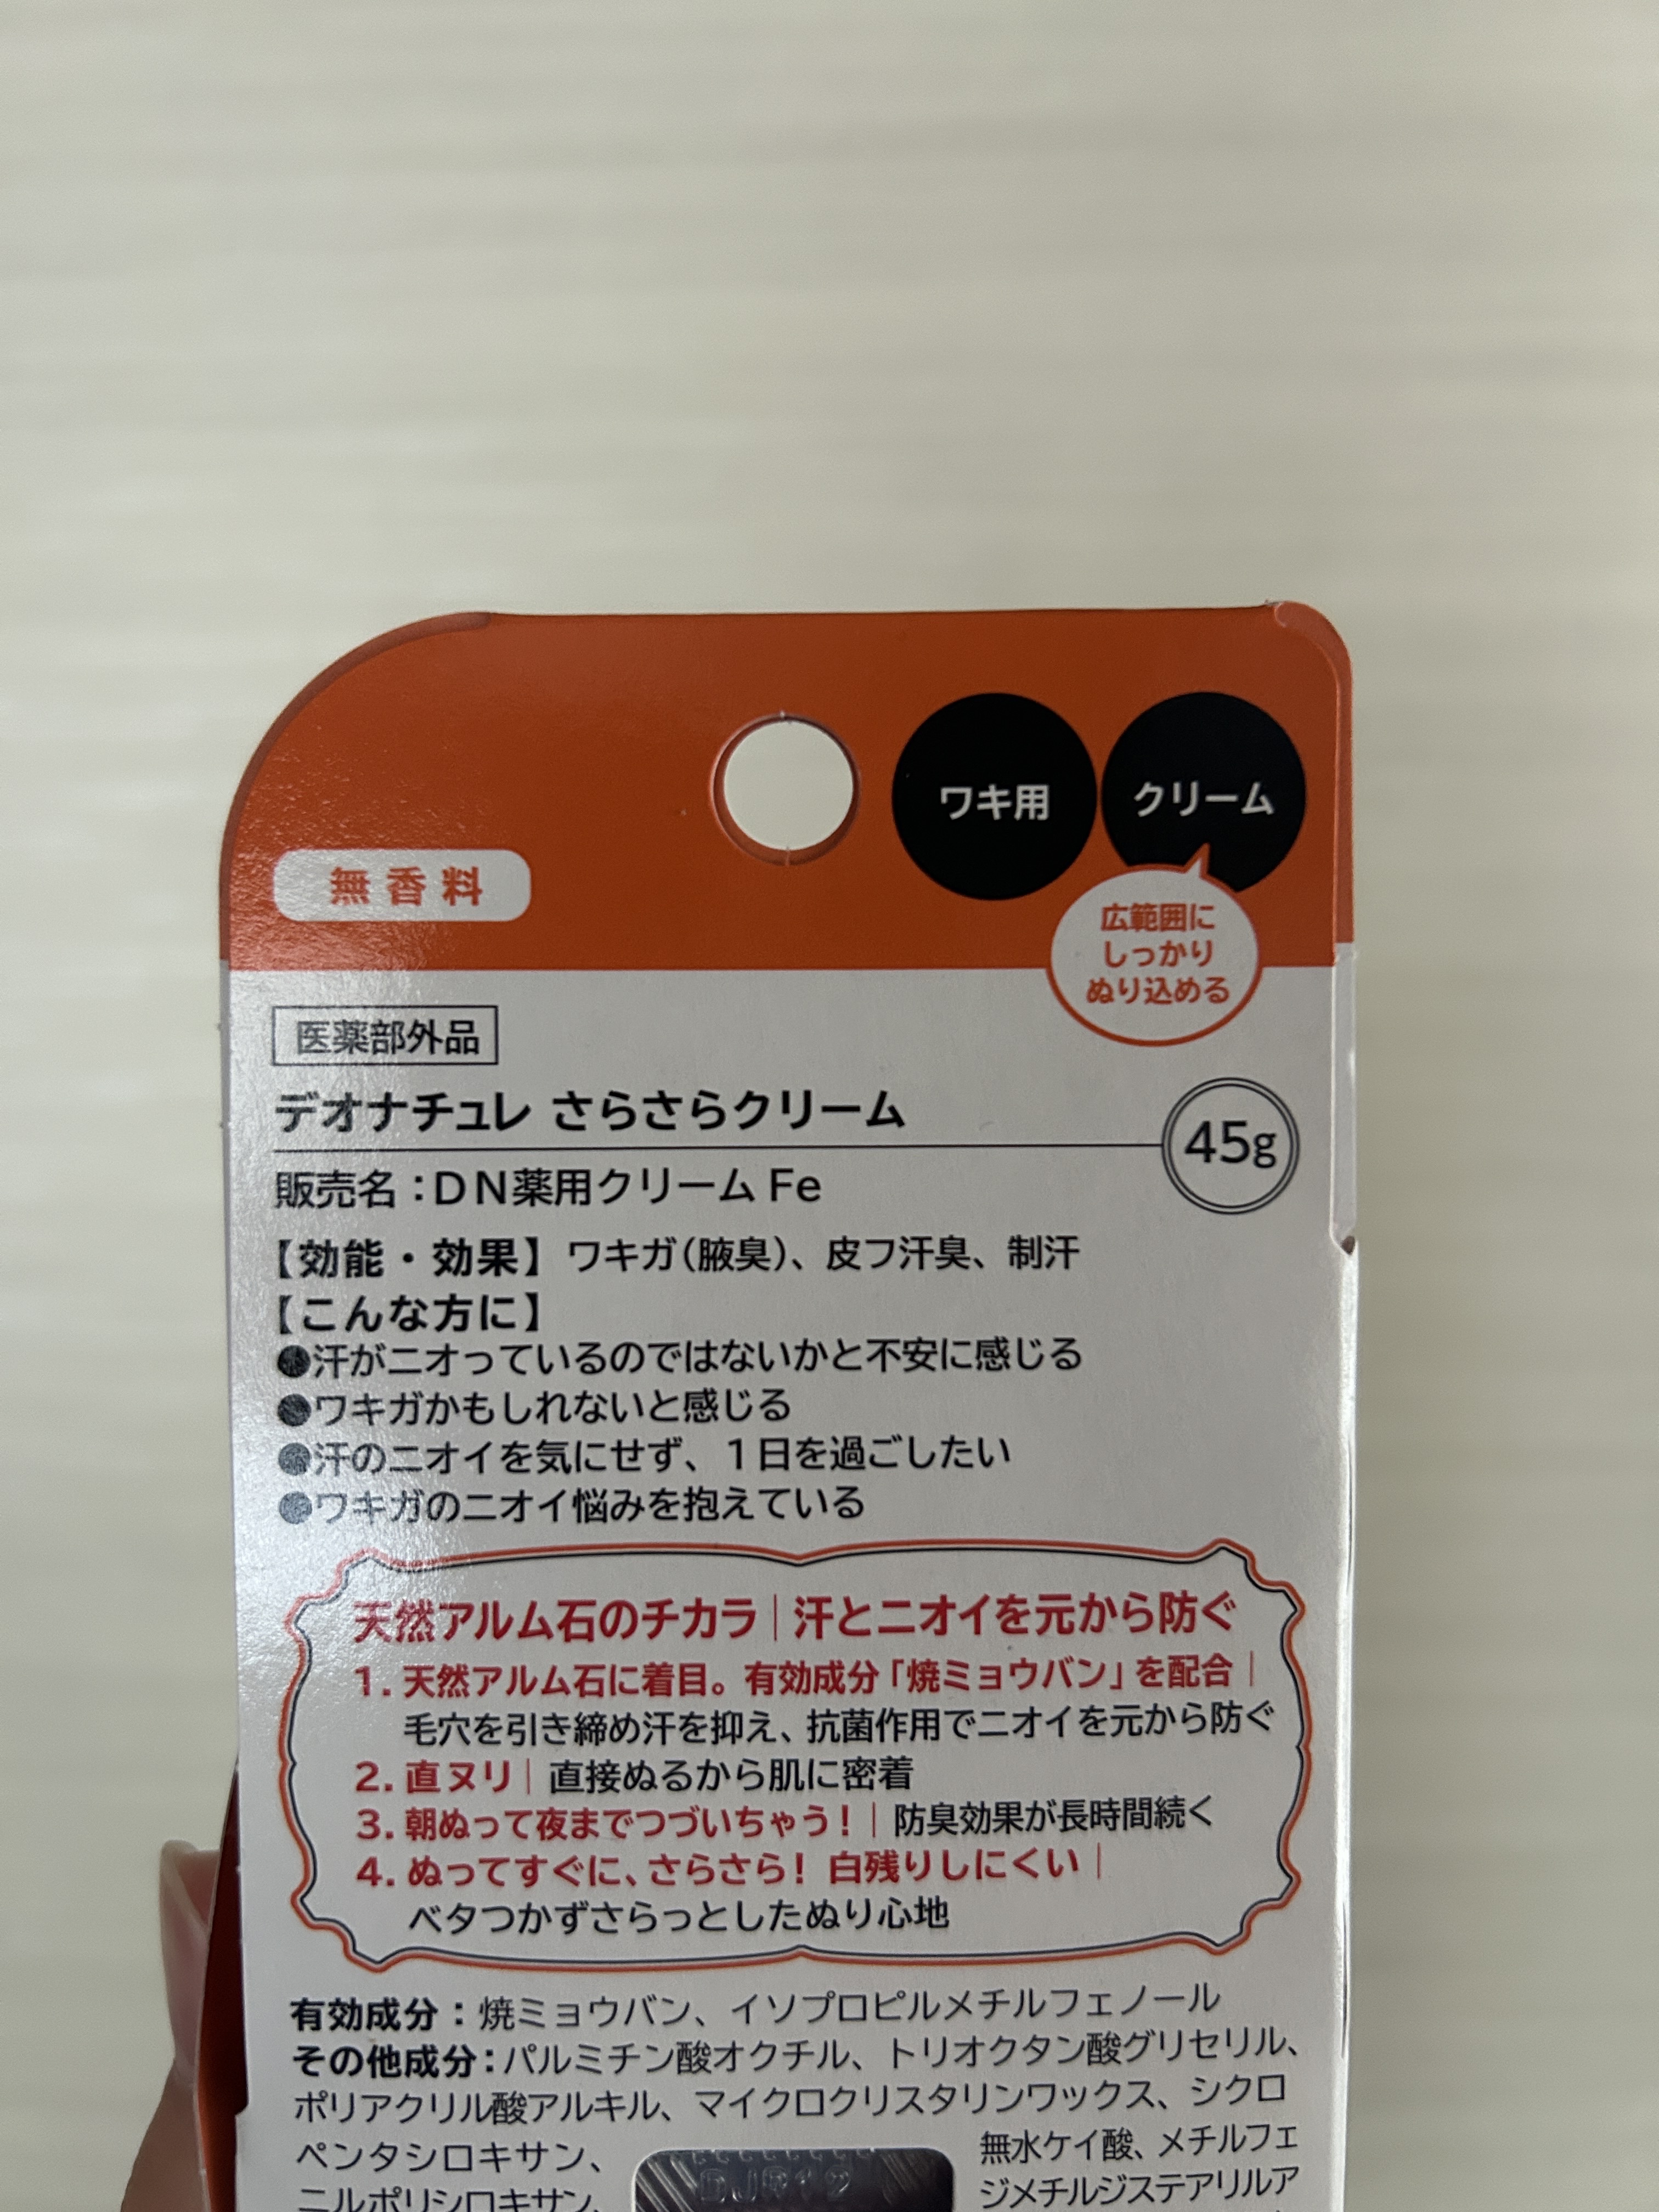 ワキ用
クリーム
無香料
広範囲に
しっかり
ぬり込める
医薬部外品
デオナチュレ さらさらクリーム
45g
販売名：DN薬用クリーム Fe
【効能・効果】ワキガ(腋臭)、皮フ汗臭、制汗
【こんな方に】
●汗がニオっているのではないかと不安に感じる
●ワキガかもしれないと感じる
●汗のニオイを気にせず、1日を過ごしたい
●ワキガのニオイ悩みを抱えている
天然アルム石のチカラ｜汗とニオイを元から防ぐ
1. 天然アルム石に着目。有効成分「焼ミョウバン」を配合｜
毛穴を引き締め汗を抑え、抗菌作用でニオイを元から防ぐ
2. 直ヌリ｜直接ぬるから肌に密着
3. 朝ぬって夜までつづいちゃう！｜防臭効果が長時間続く
4. ぬってすぐに、さらさら！ 白残りしにくい｜
ベタつかずさらっとしたぬり心地
有効成分：焼ミョウバン、イソプロピルメチルフェノール
その他成分：パルミチン酸オクチル、トリオクタン酸グリセリル、
ポリアクリル酸アルキル、マイクロクリスタリンワックス、シクロ
ペンタシロキサン、 無水ケイ酸、メチルフェ
ニルポリシロキサン、 ジメチルジステアリルア